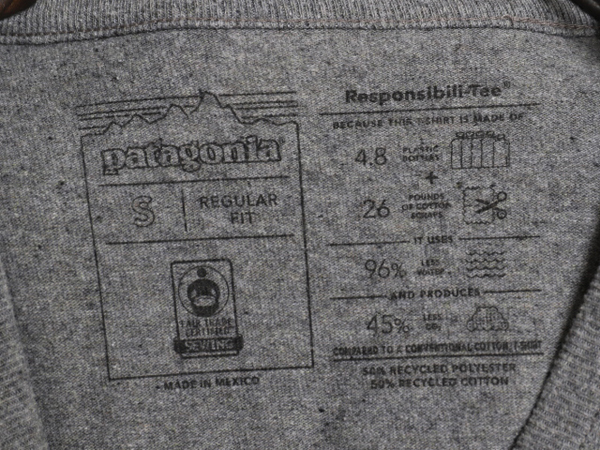 patagonia®
S
REGULAR
FIT
FAIR TRADE
CERTIFIED
SEWING
MADE IN MEXICO
Responsibili-Tee®
BECAUSE THIS T-SHIRT IS MADE OF
4.8 PLASTIC
BOTTLES
+
26 POUNDS
OF COTTON
SCRAPS
IT USES
96% LESS
WATER
AND PRODUCES
45% LESS
CO₂
COMPARED TO A CONVENTIONAL COTTON T-SHIRT
50% RECYCLED POLYESTER
50% RECYCLED COTTON